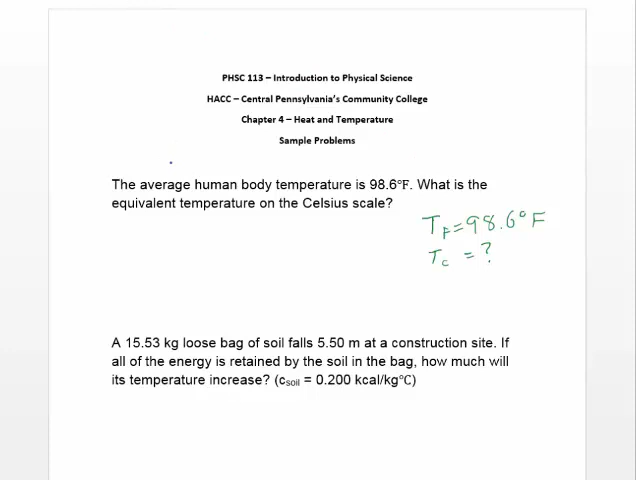 PHSC 113 – Introduction to Physical Science
HACC – Central Pennsylvania's Community College
Chapter 4 – Heat and Temperature
Sample Problems
The average human body temperature is 98.6°F. What is the
equivalent temperature on the Celsius scale?
T_F = 98.6° F
T_C = ?
A 15.53 kg loose bag of soil falls 5.50 m at a construction site. If
all of the energy is retained by the soil in the bag, how much will
its temperature increase? (c_soil = 0.200 kcal/kg°C)